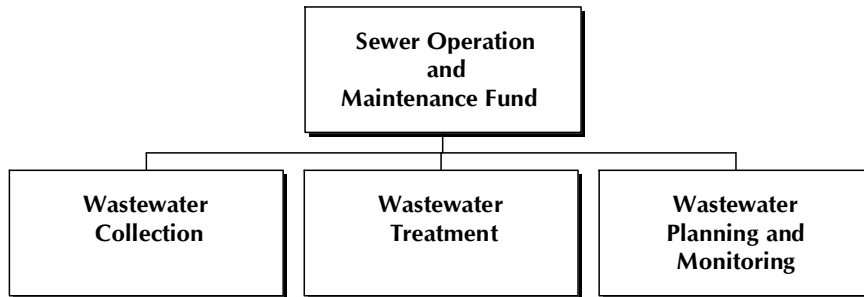 Sewer Operation
and
Maintenance Fund
Wastewater
Collection
Wastewater
Treatment
Wastewater
Planning and
Monitoring